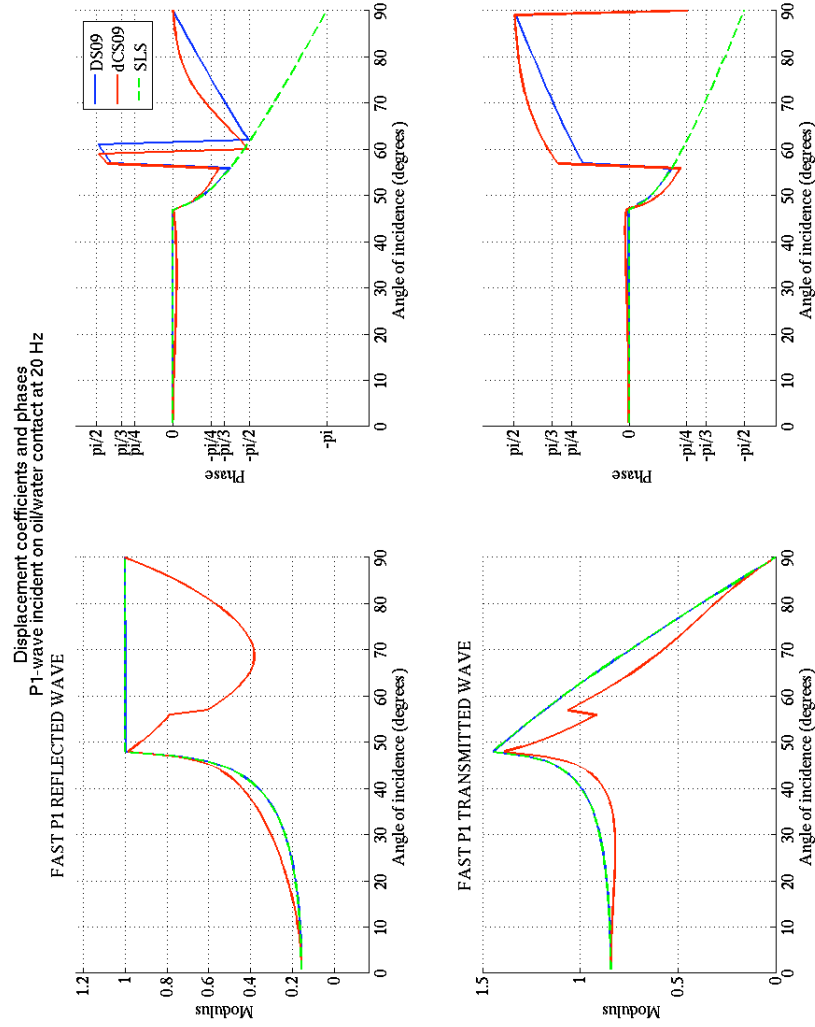 Displacement coefficients and phases
P1-wave incident on oil/water contact at 20 Hz
FAST P1 REFLECTED WAVE
Modulus
1.2
1
0.8
0.6
0.4
0.2
0
0 10 20 30 40 50 60 70 80 90
Angle of incidence (degrees)
DS09
dCS09
SLS
Phase
pi/2
pi/3
pi/4
0
-pi/4
-pi/3
-pi/2
-pi
0 10 20 30 40 50 60 70 80 90
Angle of incidence (degrees)
FAST P1 TRANSMITTED WAVE
Modulus
1.5
1
0.5
0
0 10 20 30 40 50 60 70 80 90
Angle of incidence (degrees)
Phase
pi/2
pi/3
pi/4
0
-pi/4
-pi/3
-pi/2
0 10 20 30 40 50 60 70 80 90
Angle of incidence (degrees)